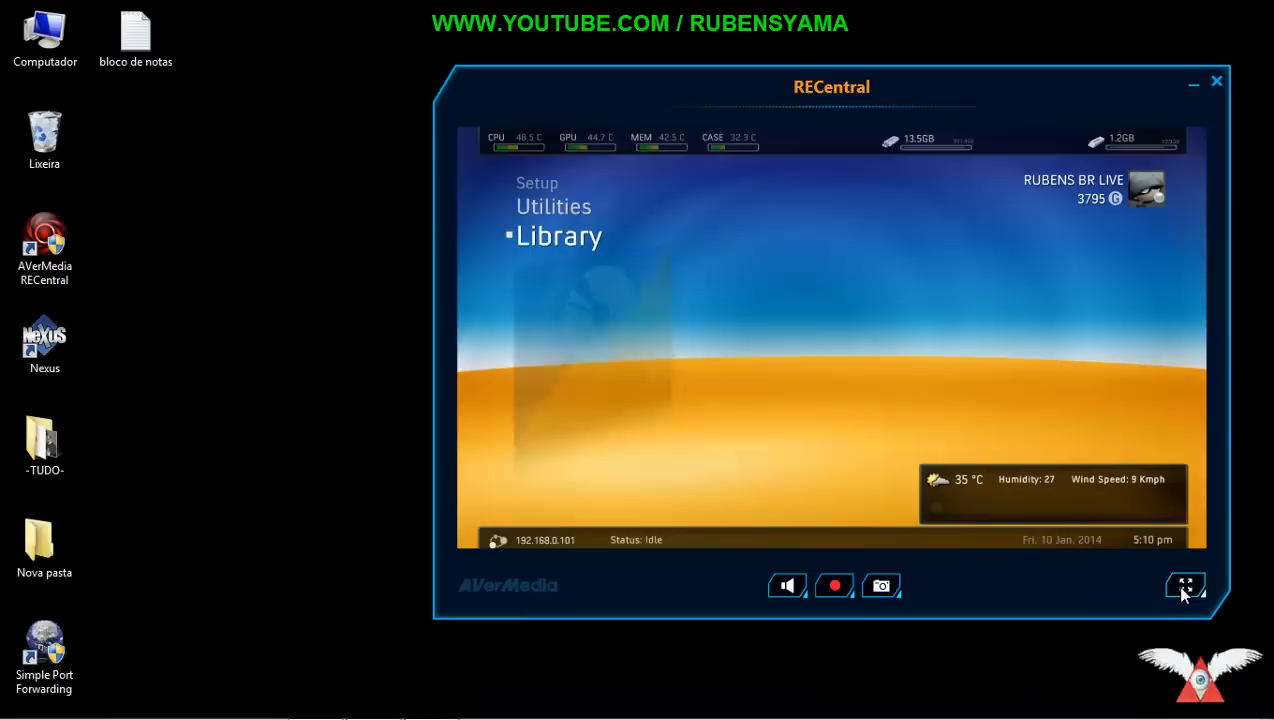 WWW.YOUTUBE.COM / RUBENSYAMA
Computador
bloco de notas
Lixeira
AVerMedia
RECentral
Nexus
-TUDO-
Nova pasta
Simple Port
Forwarding
RECentral
CPU 48.5 C GPU 44.7 C MEM 42.5 C CASE 32.3 C 13.5GB 1.2GB
Setup
Utilities
Library
RUBENS BR LIVE
3795 G
35 °C Humidity: 27 Wind Speed: 9 Kmph
192.168.0.101 Status: Idle Fri. 10 Jan. 2014 5:10 pm
AVerMedia